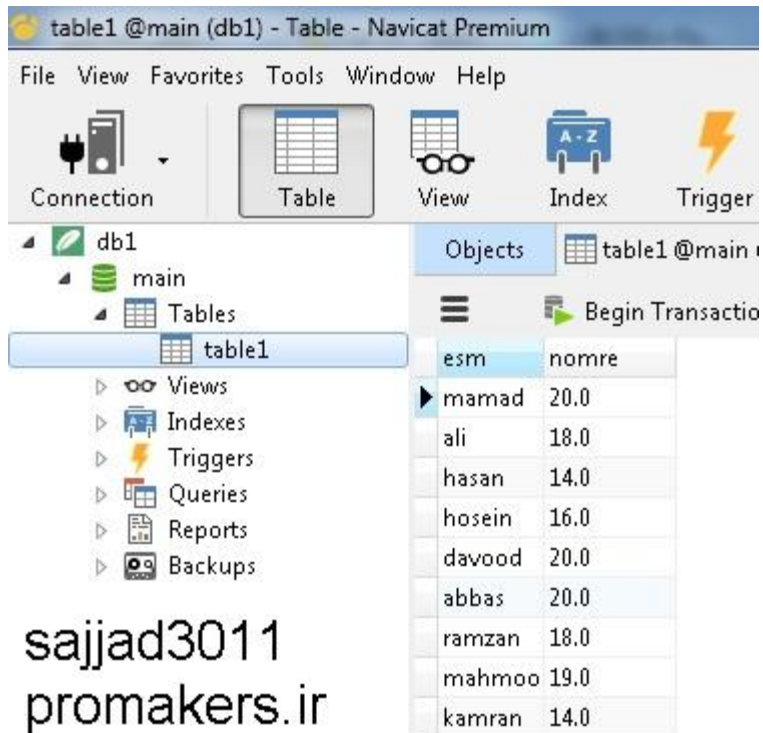 table1 @main (db1) - Table - Navicat Premium
File View Favorites Tools Window Help
Connection Table View Index Trigger
A - Z
db1
main
Tables
table1
Views
Indexes
Triggers
Queries
Reports
Backups
Objects table1 @main
Begin Transactio
esm nomre
mamad 20.0
ali 18.0
hasan 14.0
hosein 16.0
davood 20.0
abbas 20.0
ramzan 18.0
mahmoo 19.0
kamran 14.0
sajjad3011
promakers.ir